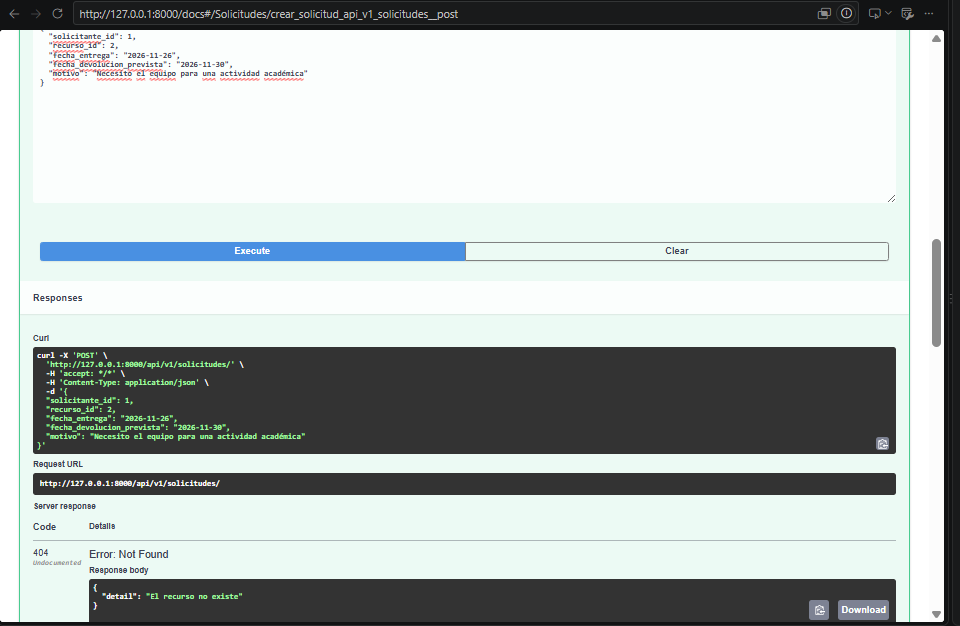 http://127.0.0.1:8000/docs#/Solicitudes/crear_solicitud_api_v1_solicitudes__post
"solicitante_id": 1,
"recurso_id": 2,
"fecha_entrega": "2026-11-26",
"fecha_devolucion_prevista": "2026-11-30",
"motivo": "Necesito el equipo para una actividad académica"
}
Execute
Clear
Responses
Curl
curl -X 'POST' \
'http://127.0.0.1:8000/api/v1/solicitudes/' \
-H 'accept: */*' \
-H 'Content-Type: application/json' \
-d '{
"solicitante_id": 1,
"recurso_id": 2,
"fecha_entrega": "2026-11-26",
"fecha_devolucion_prevista": "2026-11-30",
"motivo": "Necesito el equipo para una actividad académica"
}'
Request URL
http://127.0.0.1:8000/api/v1/solicitudes/
Server response
Code Details
404
Undocumented
Error: Not Found
Response body
{
"detail": "El recurso no existe"
}
Download